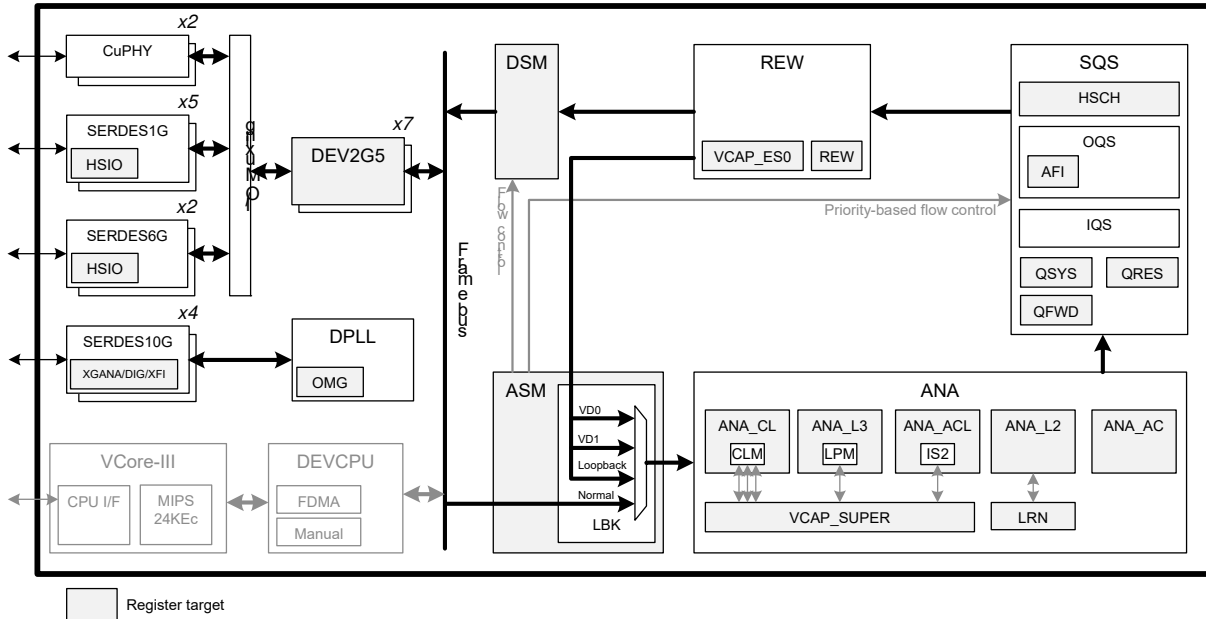 x2
CuPHY
x5
SERDES1G
HSIO
x2
SERDES6G
HSIO
x4
SERDES10G
XGANA/DIG/XFI
x7
DEV2G5
DPLL
OMG
VCore-III
CPU I/F
MIPS
24KEc
DEVCPU
FDMA
Manual
Framebus
DSM
Flow control
REW
VCAP_ES0
REW
Priority-based flow control
SQS
HSCH
OQS
AFI
IQS
QSYS
QRES
QFWD
ASM
VD0
VD1
Loopback
Normal
LBK
ANA
ANA_CL
CLM
ANA_L3
LPM
ANA_ACL
IS2
ANA_L2
ANA_AC
VCAP_SUPER
LRN
Register target